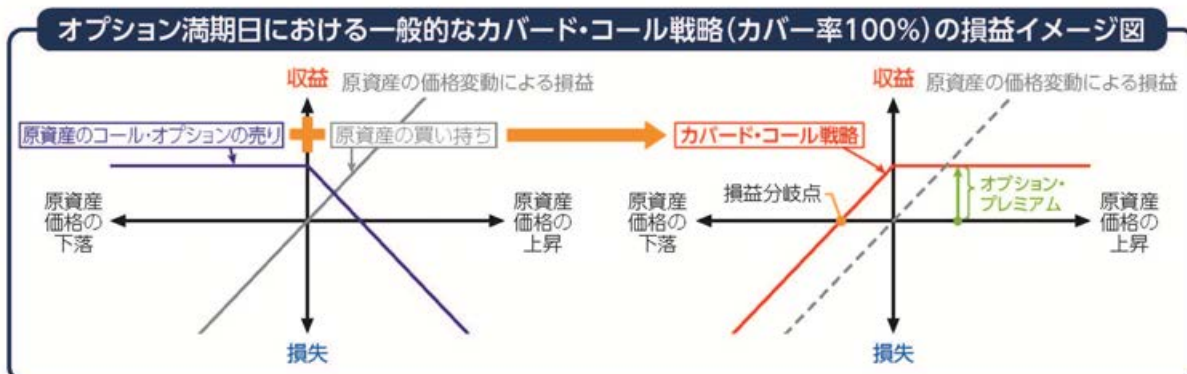 オプション満期日における一般的なカバード・コール戦略(カバー率100%)の損益イメージ図
収益
原資産の価格変動による損益
原資産のコール・オプションの売り
原資産の買い持ち
原資産
価格の
下落
原資産
価格の
上昇
損失
収益
原資産の価格変動による損益
カバード・コール戦略
損益分岐点
オプション・
プレミアム
原資産
価格の
下落
原資産
価格の
上昇
損失